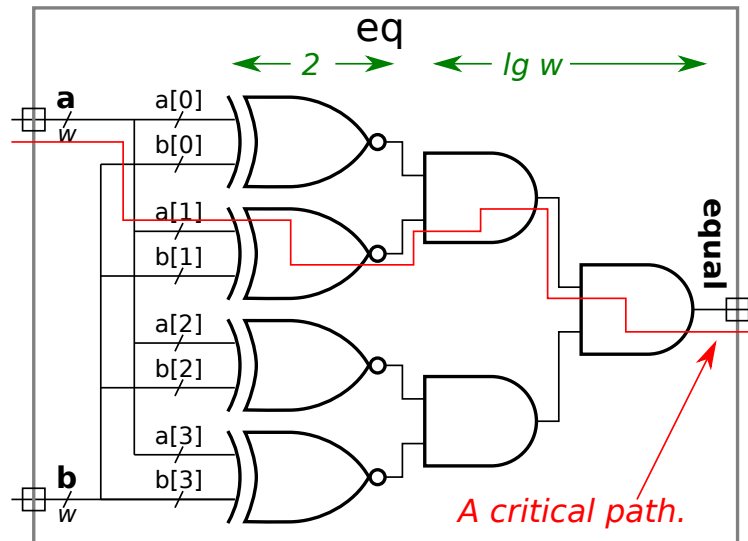 eq
2
lg w
a
w
a[0]
b[0]
a[1]
b[1]
equal
a[2]
b[2]
a[3]
b[3]
b
w
A critical path.